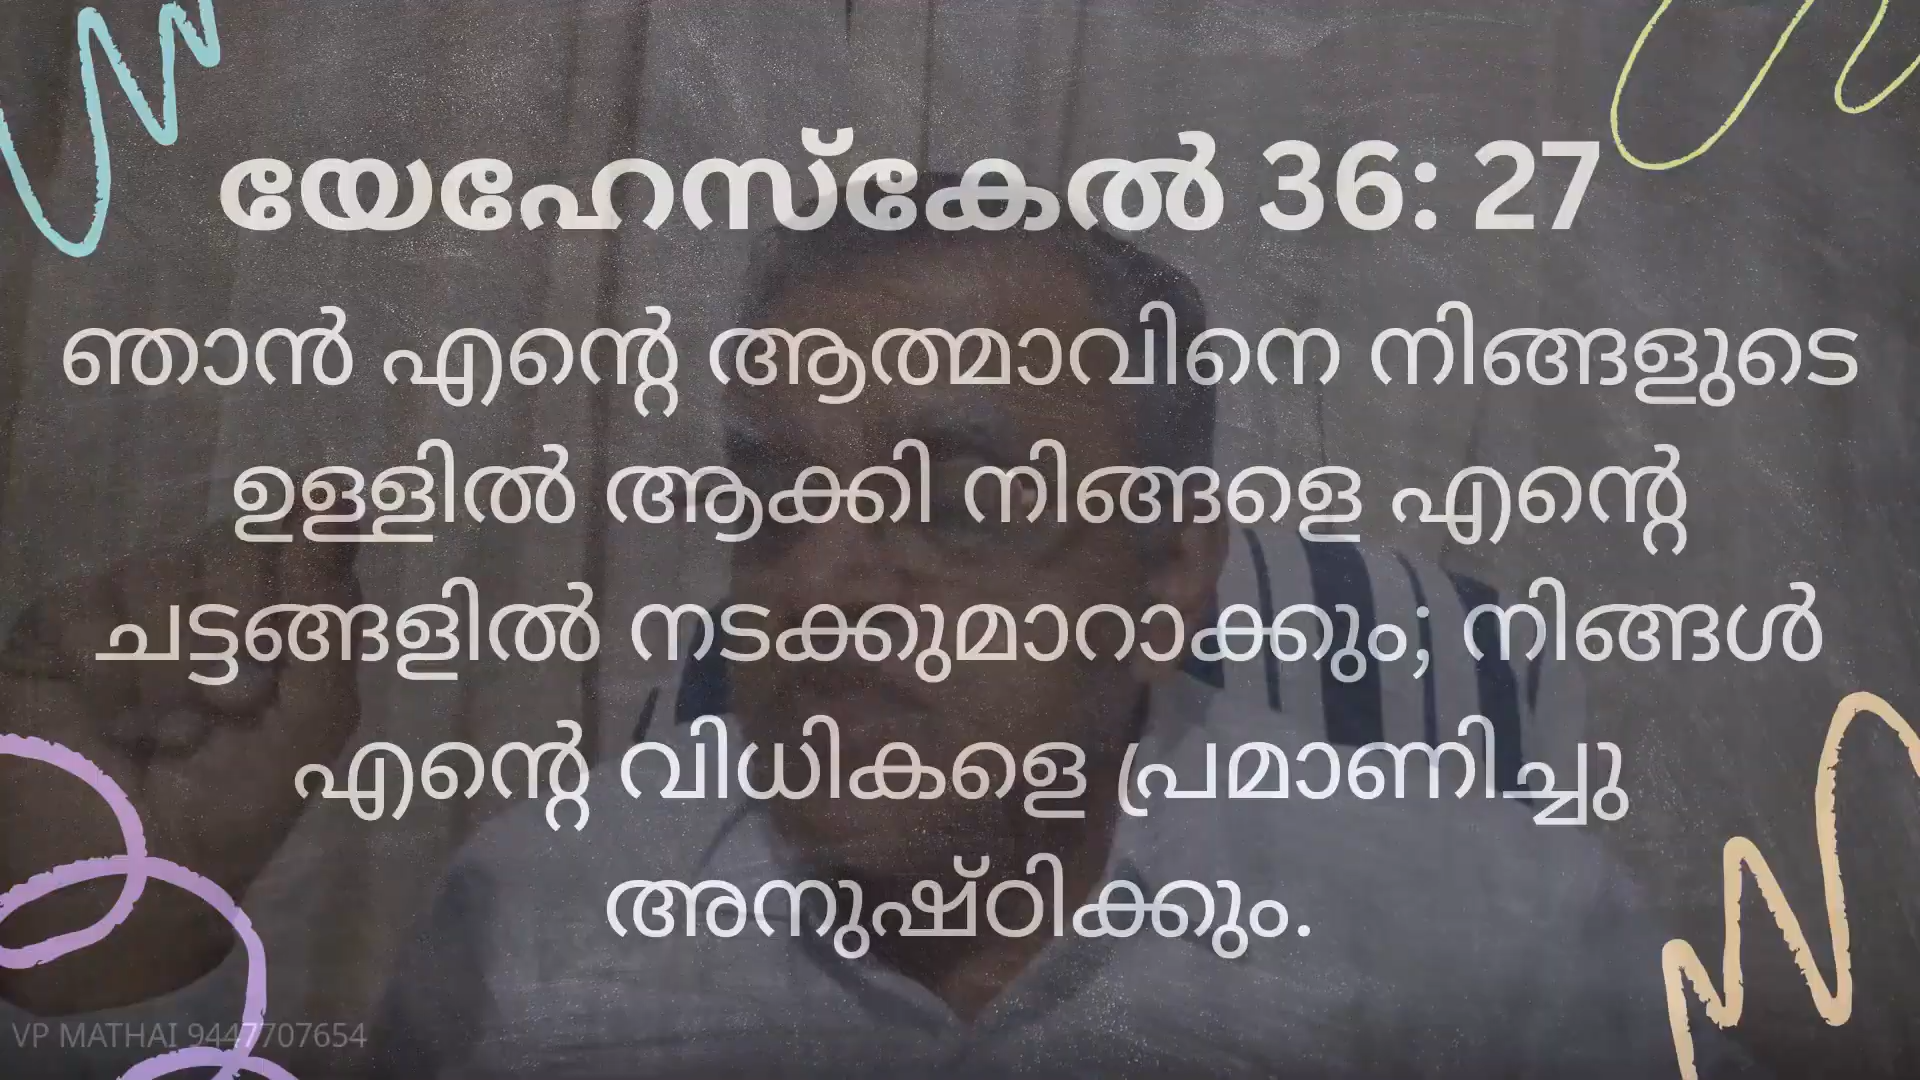 യേഹേസ്കേൽ 36: 27
ഞാൻ എന്റെ ആത്മാവിനെ നിങ്ങളുടെ
ഉള്ളിൽ ആക്കി നിങ്ങളെ എന്റെ
ചട്ടങ്ങളിൽ നടക്കുമാറാക്കും; നിങ്ങൾ
എന്റെ വിധികളെ പ്രമാണിച്ചു
അനുഷ്ഠിക്കും.
VP MATHAI 9447707654